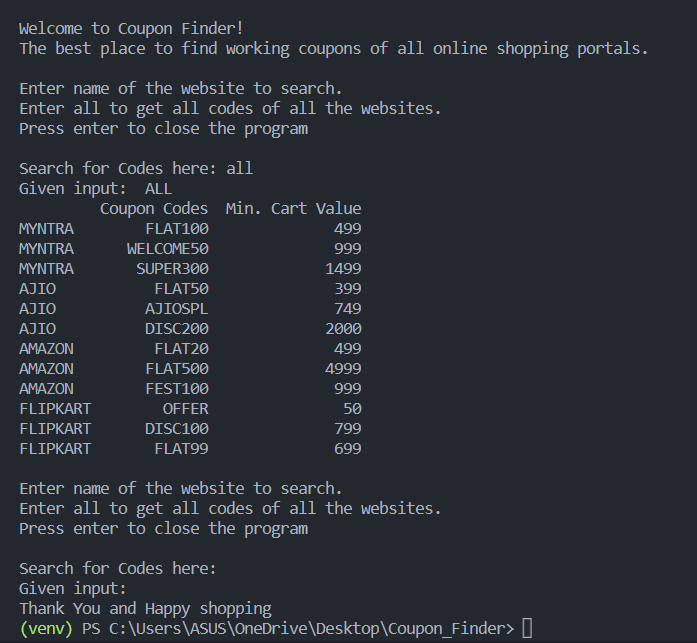 Welcome to Coupon Finder!
The best place to find working coupons of all online shopping portals.
Enter name of the website to search.
Enter all to get all codes of all the websites.
Press enter to close the program
Search for Codes here: all
Given input:  ALL
Coupon Codes  Min. Cart Value
MYNTRA FLAT100 499
MYNTRA WELCOME50 999
MYNTRA SUPER300 1499
AJIO FLAT50 399
AJIO AJIOSPL 749
AJIO DISC200 2000
AMAZON FLAT20 499
AMAZON FLAT500 4999
AMAZON FEST100 999
FLIPKART OFFER 50
FLIPKART DISC100 799
FLIPKART FLAT99 699
Enter name of the website to search.
Enter all to get all codes of all the websites.
Press enter to close the program
Search for Codes here:
Given input:
Thank You and Happy shopping
(venv) PS C:\Users\ASUS\OneDrive\Desktop\Coupon_Finder>